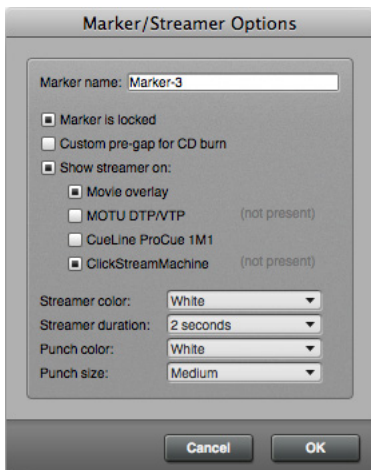 Marker/Streamer Options
Marker name: Marker-3
Marker is locked
Custom pre-gap for CD burn
Show streamer on:
Movie overlay
MOTU DTP/VTP (not present)
CueLine ProCue 1M1
ClickStreamMachine (not present)
Streamer color: White
Streamer duration: 2 seconds
Punch color: White
Punch size: Medium
Cancel OK